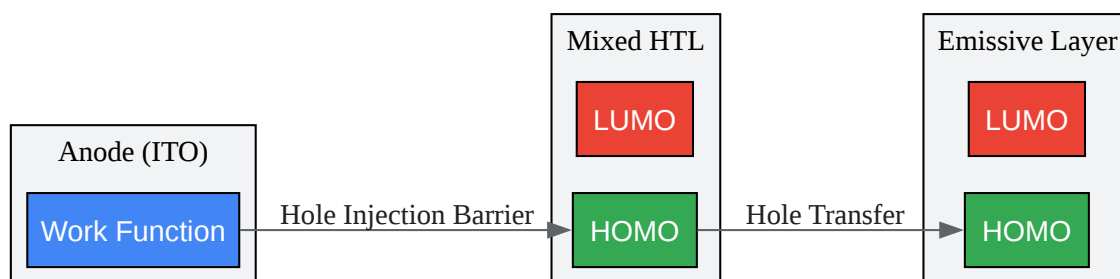 Mixed HTL
Emissive Layer
LUMO
LUMO
Anode (ITO)
Work Function
Hole Injection Barrier
HOMO
Hole Transfer
HOMO